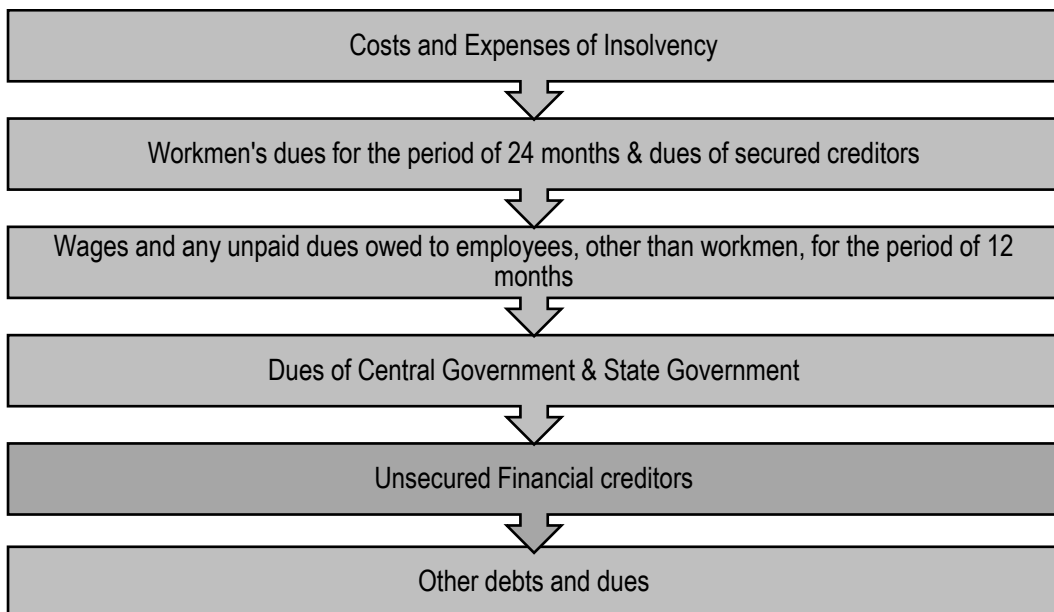 Costs and Expenses of Insolvency
Workmen's dues for the period of 24 months & dues of secured creditors
Wages and any unpaid dues owed to employees, other than workmen, for the period of 12
months
Dues of Central Government & State Government
Unsecured Financial creditors
Other debts and dues